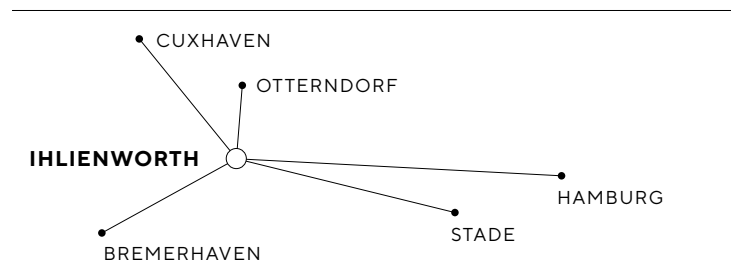 CUXHAVEN
OTTERNDORF
IHLIENWORTH
HAMBURG
STADE
BREMERHAVEN